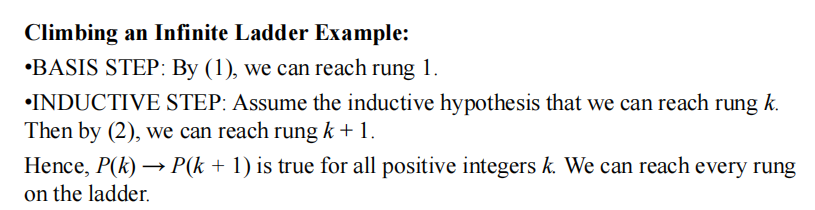 Climbing an Infinite Ladder Example:
•BASIS STEP: By (1), we can reach rung 1.
•INDUCTIVE STEP: Assume the inductive hypothesis that we can reach rung k.
Then by (2), we can reach rung k + 1.
Hence, P(k) → P(k + 1) is true for all positive integers k. We can reach every rung
on the ladder.